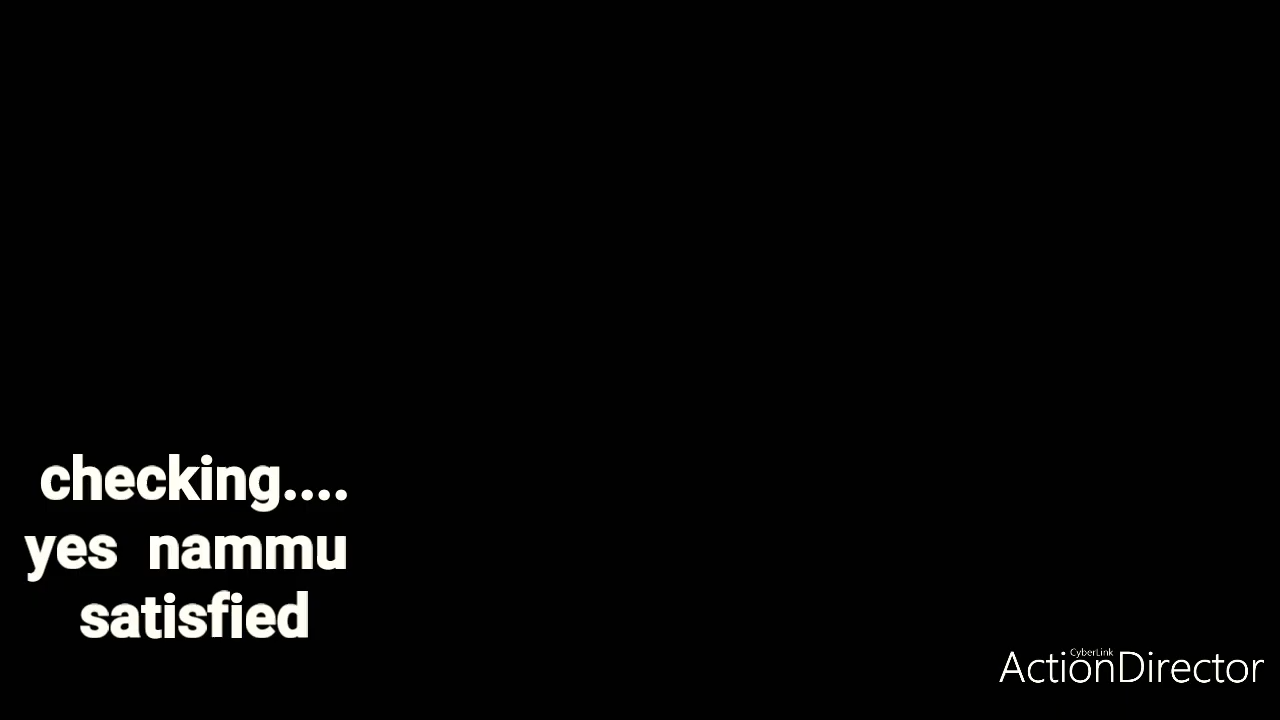 checking....
yes nammu
satisfied
CyberLink
ActionDirector